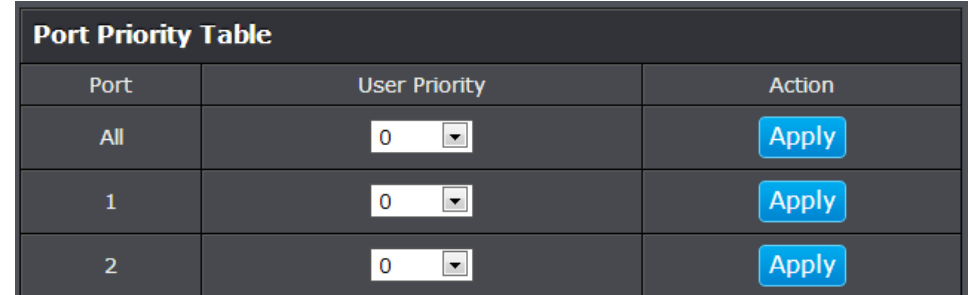 Port Priority Table
Port User Priority Action
All 0 Apply
1 0 Apply
2 0 Apply